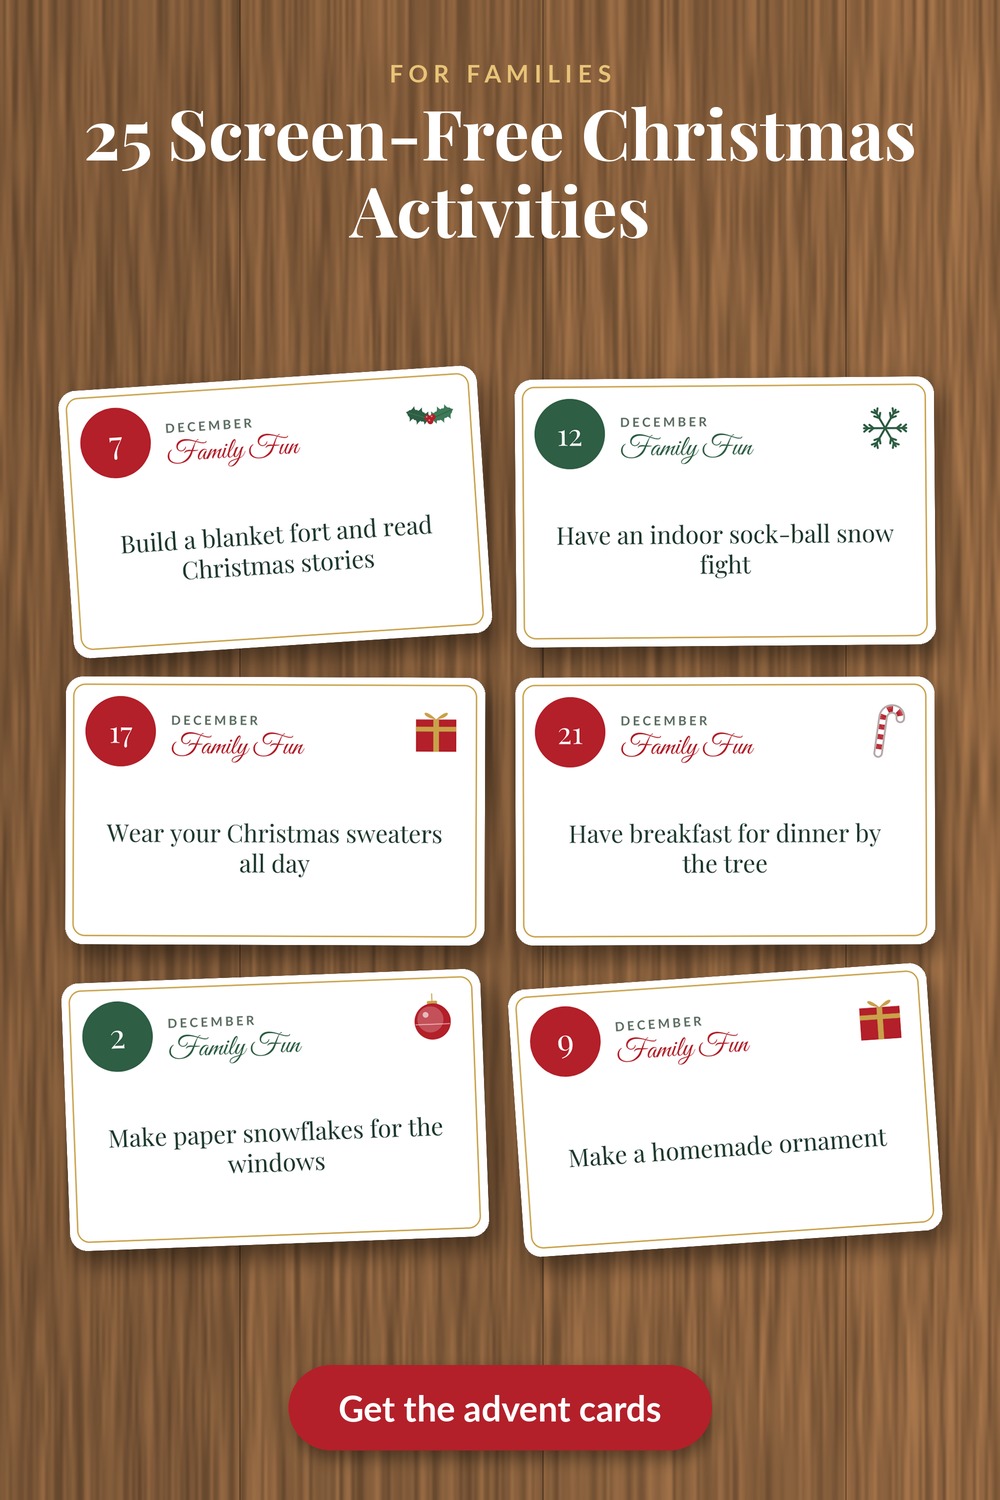 FOR FAMILIES
25 Screen-Free Christmas
Activities
7
DECEMBER
Family Fun
Build a blanket fort and read
Christmas stories
12
DECEMBER
Family Fun
Have an indoor sock-ball snow
fight
17
DECEMBER
Family Fun
Wear your Christmas sweaters
all day
21
DECEMBER
Family Fun
Have breakfast for dinner by
the tree
2
DECEMBER
Family Fun
Make paper snowflakes for the
windows
9
DECEMBER
Family Fun
Make a homemade ornament
Get the advent cards